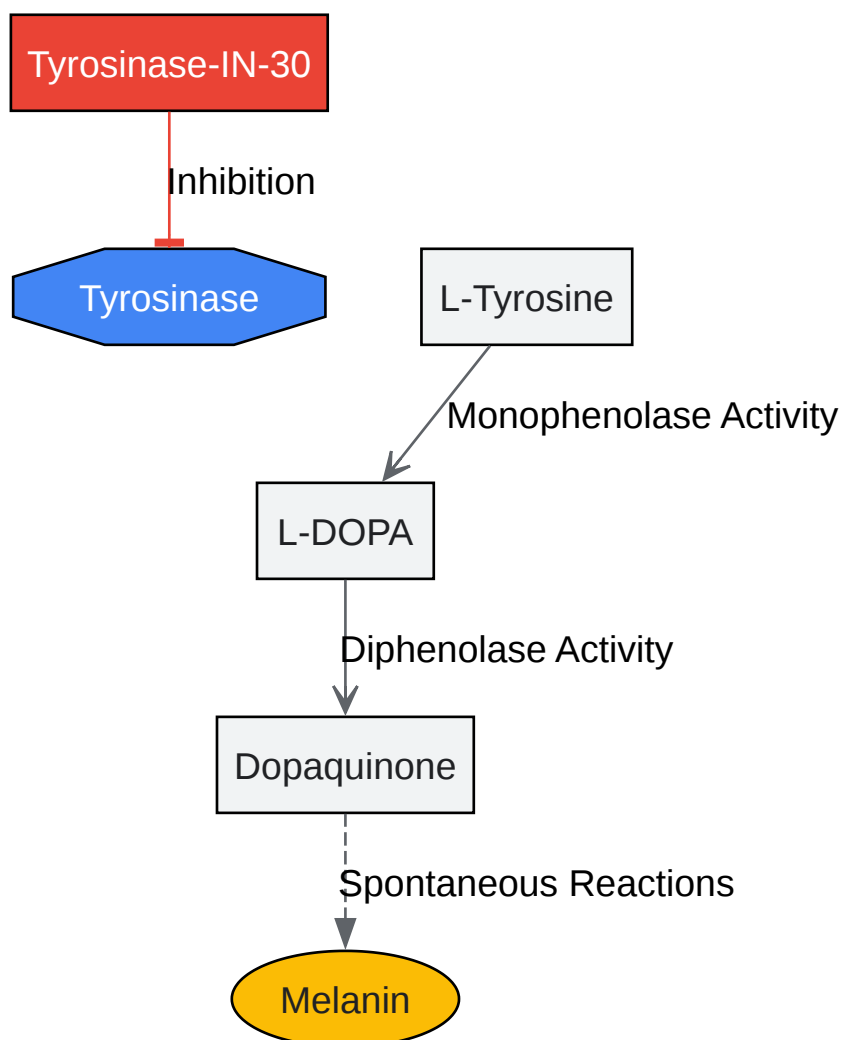 Tyrosinase-IN-30
Inhibition
Tyrosinase
L-Tyrosine
Monophenolase Activity
L-DOPA
Diphenolase Activity
Dopaquinone
Spontaneous Reactions
Melanin